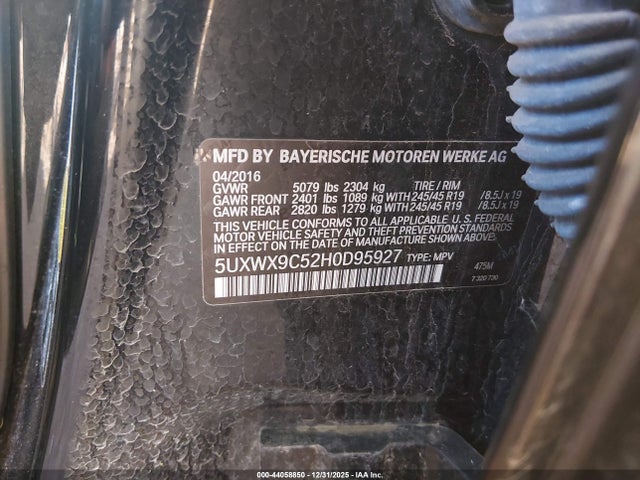 MFD BY BAYERISCHE MOTOREN WERKE AG
04/2016
GVWR 5079 lbs 2304 kg TIRE / RIM
GAWR FRONT 2401 lbs 1089 kg WITH 245/45 R19 /8.5J x 19
GAWR REAR 2820 lbs 1279 kg WITH 245/45 R19 /8.5J x 19
THIS VEHICLE CONFORMS TO ALL APPLICABLE U.S. FEDERAL
MOTOR VEHICLE SAFETY, BUMPER, AND THEFT PREVENTION STANDARDS IN
EFFECT ON THE DATE OF MANUFACTURE SHOWN ABOVE.
5UXWX9C52H0D95927 TYPE: MPV 475M
7 320 730
000-44058850 - 12/31/2025 - IAA Inc.